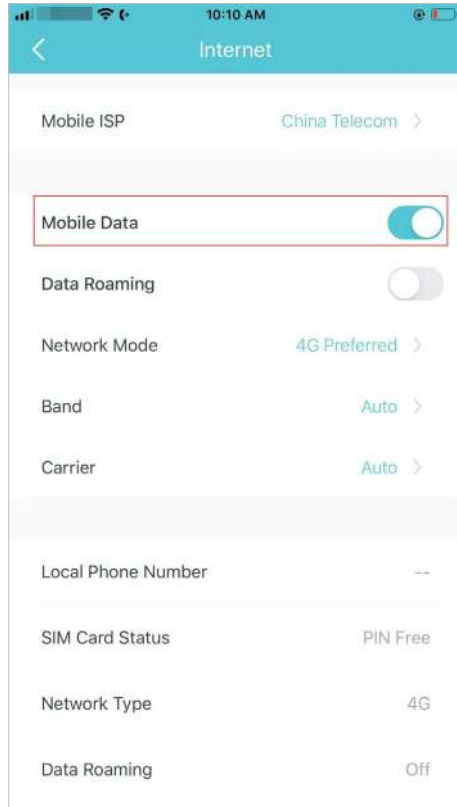 10:10 AM
Internet
Mobile ISP China Telecom
Mobile Data
Data Roaming
Network Mode 4G Preferred
Band Auto
Carrier Auto
Local Phone Number --
SIM Card Status PIN Free
Network Type 4G
Data Roaming Off